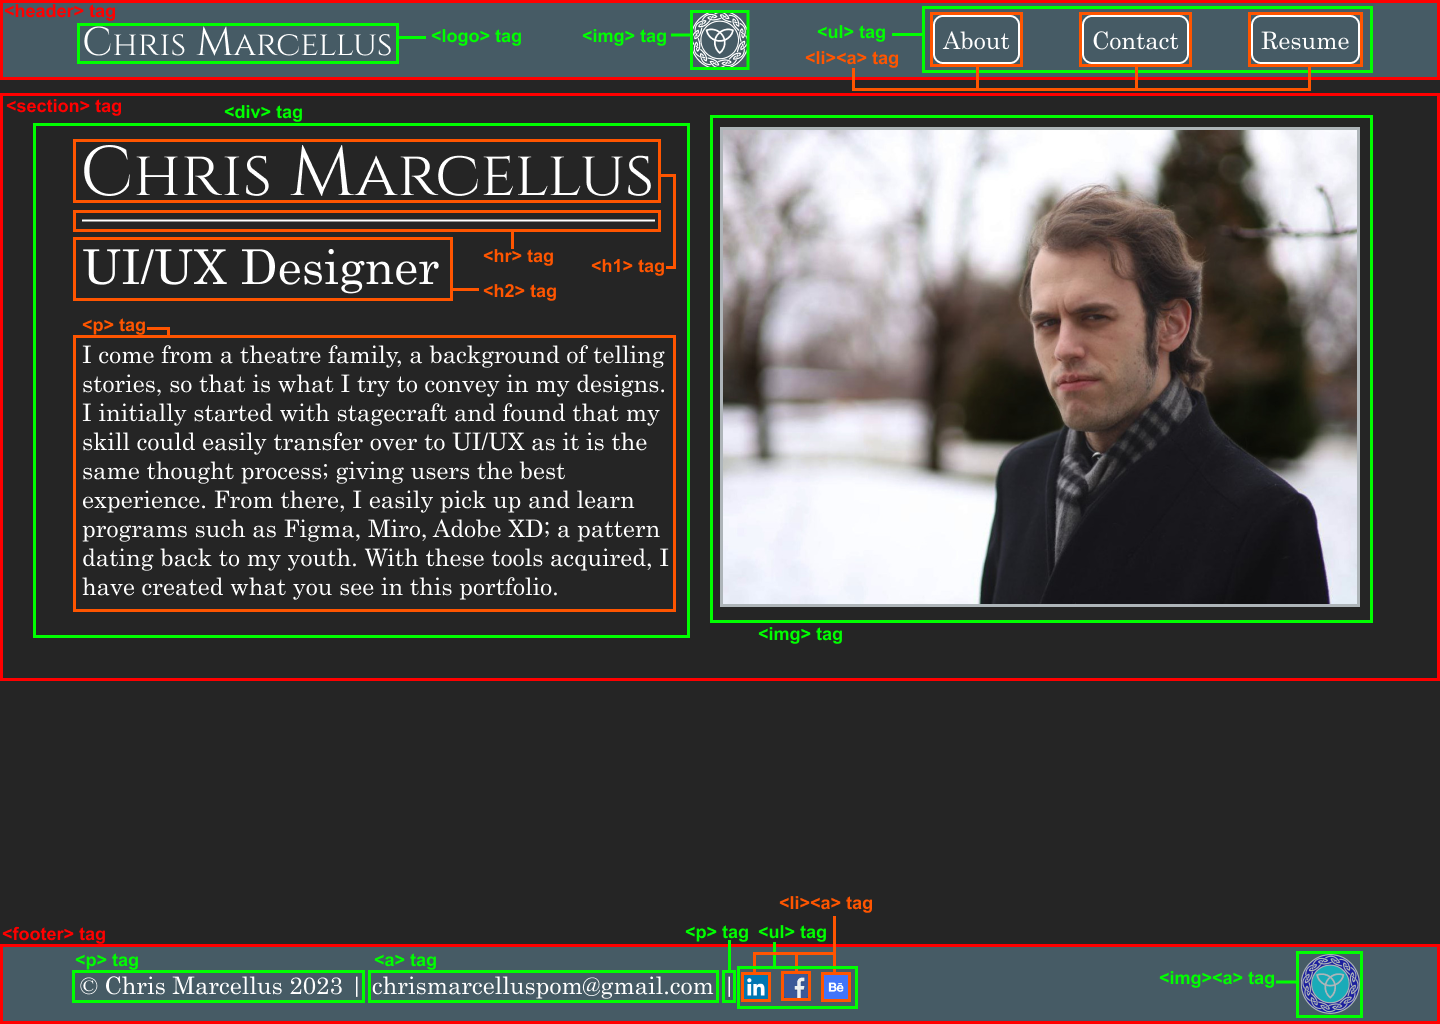 <header> tag
Chris Marcellus
<logo> tag
<img> tag
<ul> tag
<li><a> tag
About
Contact
Resume
<section> tag
<div> tag
Chris Marcellus
<hr> tag
<h1> tag
UI/UX Designer
<h2> tag
<p> tag
I come from a theatre family, a background of telling
stories, so that is what I try to convey in my designs.
I initially started with stagecraft and found that my
skill could easily transfer over to UI/UX as it is the
same thought process; giving users the best
experience. From there, I easily pick up and learn
programs such as Figma, Miro, Adobe XD; a pattern
dating back to my youth. With these tools acquired, I
have created what you see in this portfolio.
<img> tag
<li><a> tag
<footer> tag
<p> tag
<ul> tag
<p> tag
<a> tag
© Chris Marcellus 2023 |
chrismarcelluspom@gmail.com
|
in
f
Bē
<img><a> tag